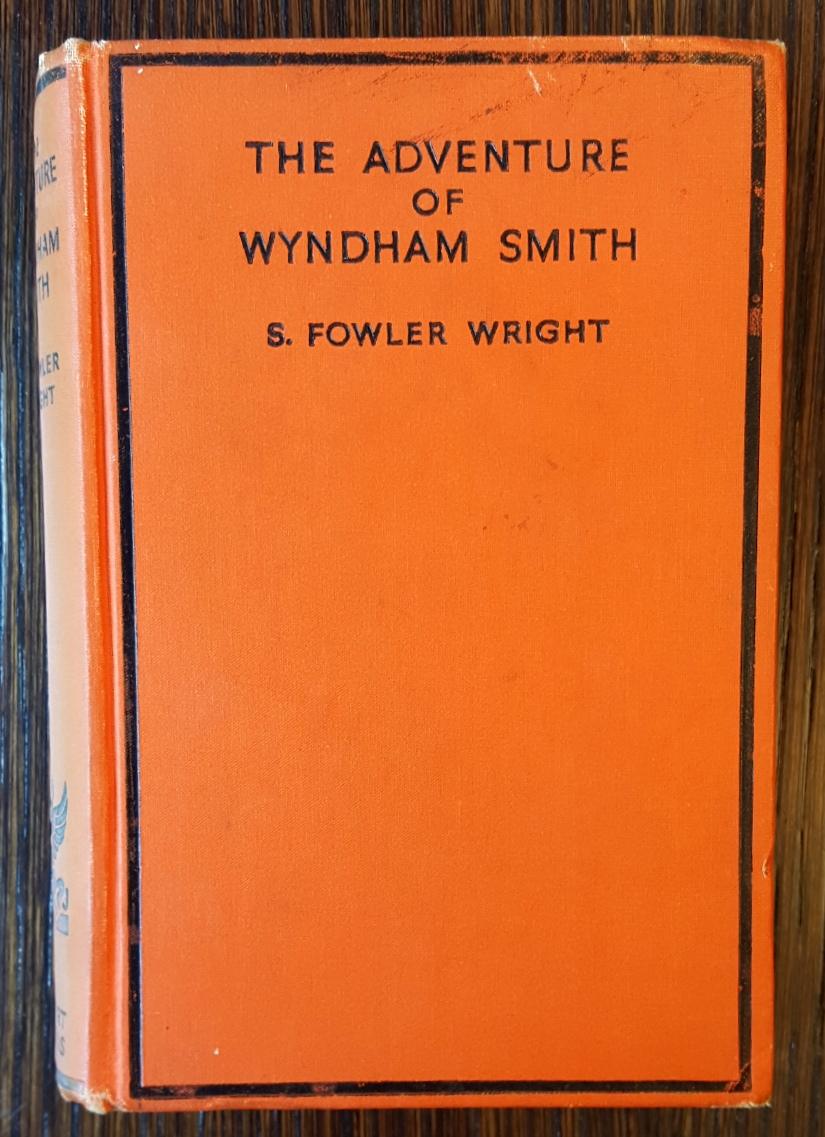 THE ADVENTURE
OF
WYNDHAM SMITH
S. FOWLER WRIGHT